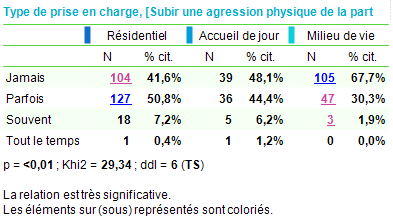 Type de prise en charge, [Subir une agression physique de la part
Résidentiel Accueil de jour Milieu de vie
N % cit. N % cit. N % cit.
Jamais 104 41,6% 39 48,1% 105 67,7%
Parfois 127 50,8% 36 44,4% 47 30,3%
Souvent 18 7,2% 5 6,2% 3 1,9%
Tout le temps 1 0,4% 1 1,2% 0 0,0%
p = <0,01 ; Khi2 = 29,34 ; ddl = 6 (TS)
La relation est très significative.
Les éléments sur (sous) représentés sont coloriés.